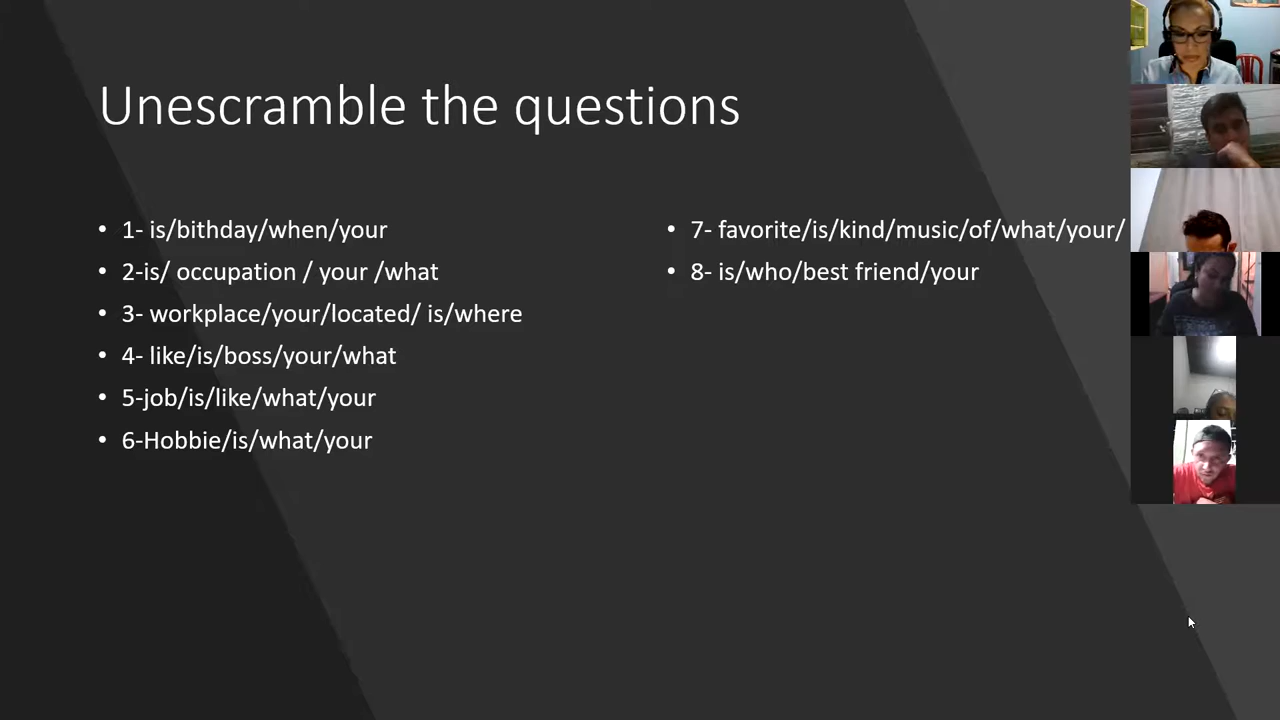 Unescramble the questions
• 1- is/bithday/when/your
• 2-is/ occupation / your /what
• 3- workplace/your/located/ is/where
• 4- like/is/boss/your/what
• 5-job/is/like/what/your
• 6-Hobbie/is/what/your
• 7- favorite/is/kind/music/of/what/your/
• 8- is/who/best friend/your